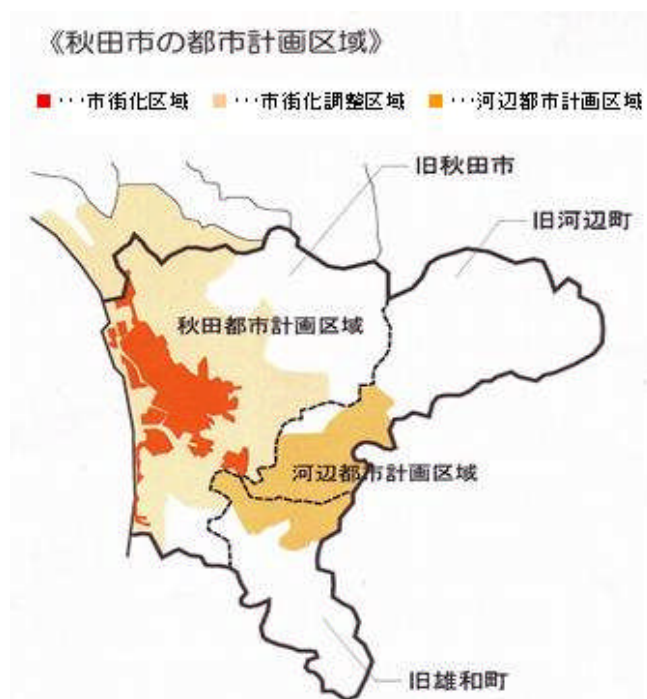 《秋田市の都市計画区域》
■･･･市街化区域 ■･･･市街化調整区域 ■･･･河辺都市計画区域
旧秋田市
旧河辺町
秋田都市計画区域
河辺都市計画区域
旧雄和町